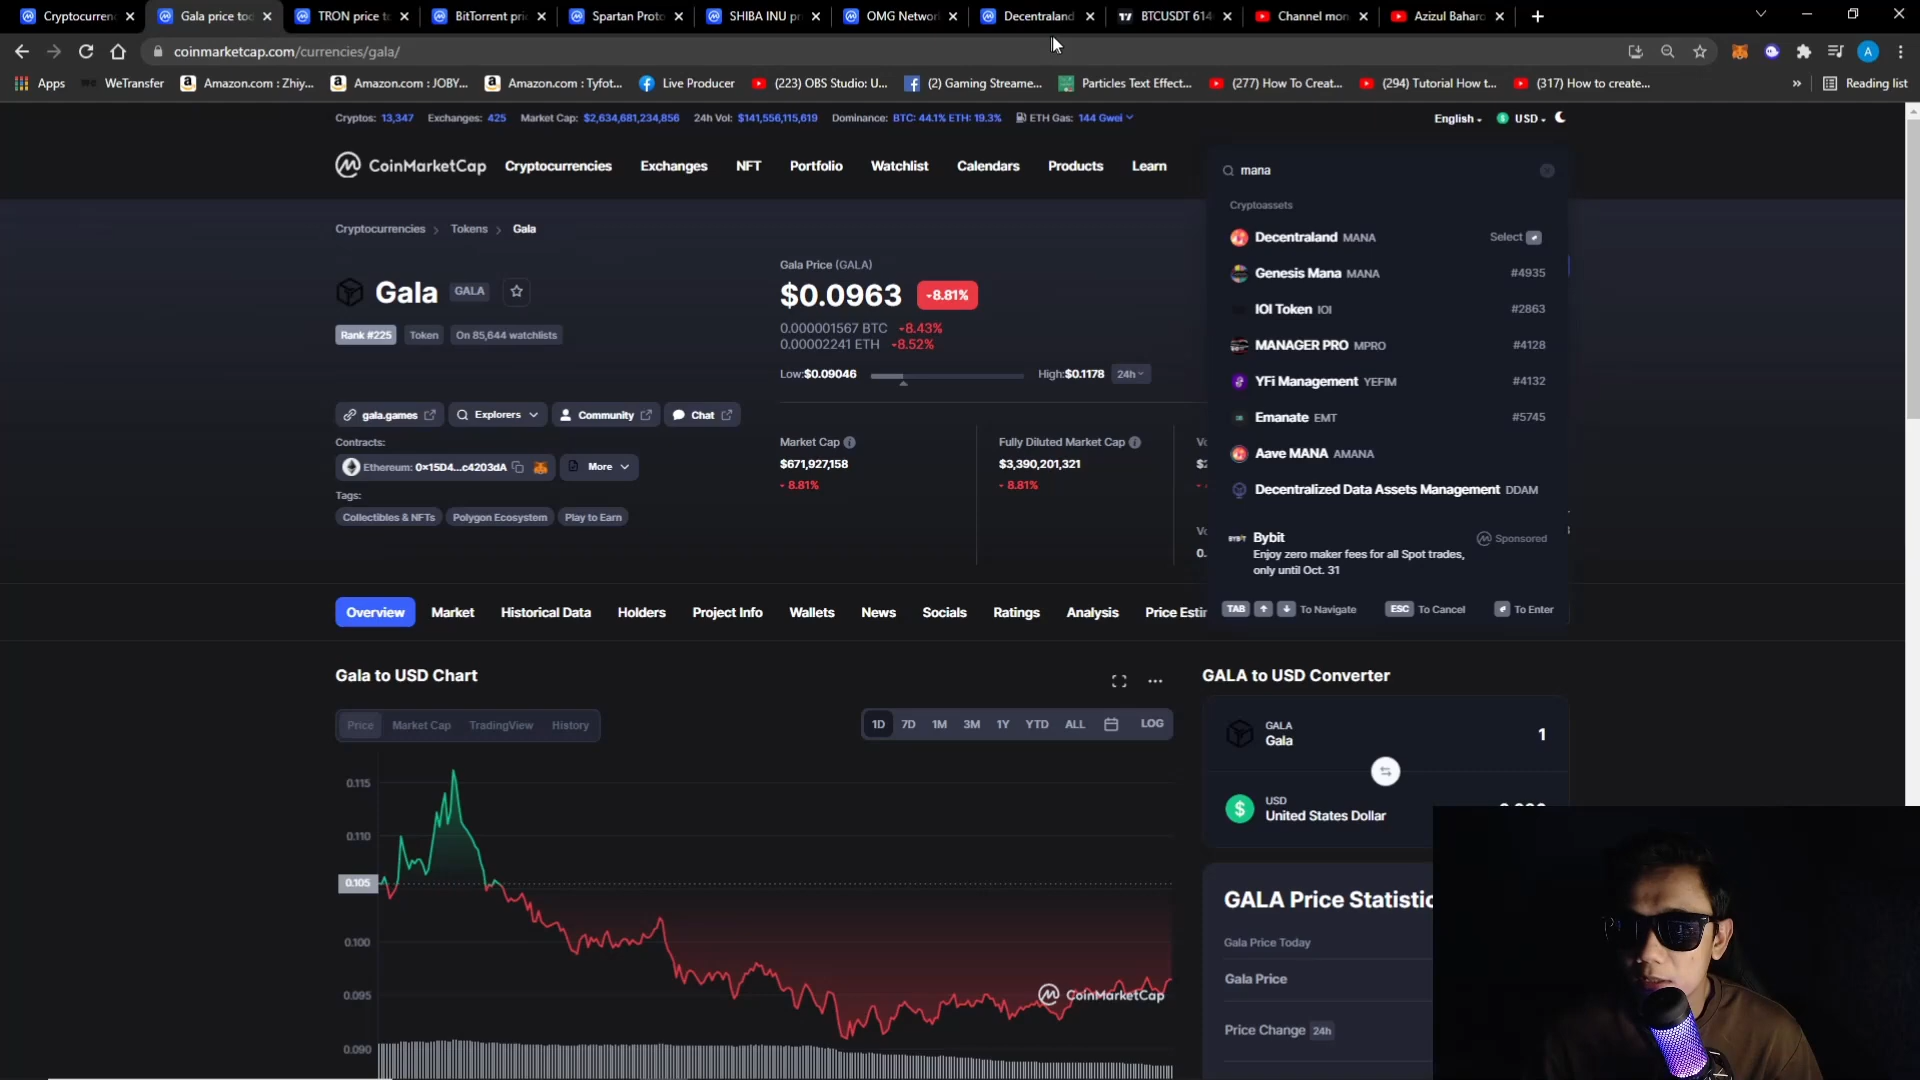 Cryptocurren
Gala price tod
TRON price to
BitTorrent pric
Spartan Proto
SHIBA INU pr
OMG Network
Decentraland
BTCUSDT 614
Channel mon
Azizul Baharo
coinmarketcap.com/currencies/gala/
Apps
WeTransfer
Amazon.com : Zhiy...
Amazon.com : JOBY...
Amazon.com : Tyfot...
Live Producer
(223) OBS Studio: U...
(2) Gaming Streame...
Particles Text Effect...
(277) How To Creat...
(294) Tutorial How t...
(317) How to create...
»
Reading list
Cryptos: 13,347 Exchanges: 425 Market Cap: $2,634,681,234,856 24h Vol: $141,556,115,619 Dominance: BTC: 44.1% ETH: 19.3% ETH Gas: 144 Gwei
English
USD
CoinMarketCap
Cryptocurrencies
Exchanges
NFT
Portfolio
Watchlist
Calendars
Products
Learn
mana
Cryptoassets
Decentraland MANA Select
Genesis Mana MANA #4935
IOI Token IOI #2863
MANAGER PRO MPRO #4128
YFi Management YEFIM #4132
Emanate EMT #5745
Aave MANA AMANA
Decentralized Data Assets Management DDAM
BYBIT Bybit Sponsored
Enjoy zero maker fees for all Spot trades,
only until Oct. 31
TAB To Navigate ESC To Cancel To Enter
Cryptocurrencies > Tokens > Gala
Gala GALA
Rank #225 Token On 85,644 watchlists
gala.games Explorers Community Chat
Contracts:
Ethereum: 0x15D4...c4203dA More
Tags:
Collectibles & NFTs Polygon Ecosystem Play to Earn
Gala Price (GALA)
$0.0963 8.81%
0.000001567 BTC 8.43%
0.00002241 ETH 8.52%
Low:$0.09046 High:$0.1178 24h
Market Cap
$671,927,158
8.81%
Fully Diluted Market Cap
$3,390,201,321
8.81%
Overview Market Historical Data Holders Project Info Wallets News Socials Ratings Analysis Price Estir
Gala to USD Chart
Price Market Cap TradingView History
1D 7D 1M 3M 1Y YTD ALL LOG
0.115
0.110
0.105
0.100
0.095
0.090
CoinMarketCap
GALA to USD Converter
GALA
Gala
1
USD
United States Dollar
GALA Price Statistic
Gala Price Today
Gala Price
Price Change 24h